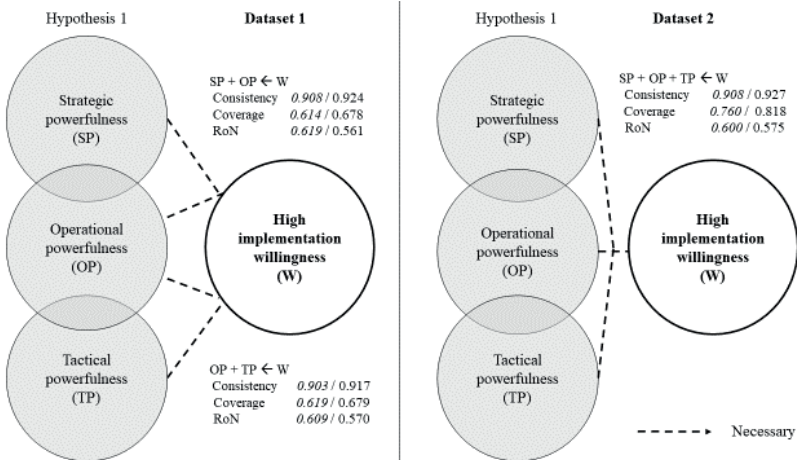 Hypothesis 1
Dataset 1
SP + OP ← W
Consistency 0.908 / 0.924
Coverage 0.614 / 0.678
RoN 0.619 / 0.561
Strategic
powerfulness
(SP)
Operational
powerfulness
(OP)
Tactical
powerfulness
(TP)
High
implementation
willingness
(W)
OP + TP ← W
Consistency 0.903 / 0.917
Coverage 0.619 / 0.679
RoN 0.609 / 0.570
Hypothesis 1
Dataset 2
SP + OP + TP ← W
Consistency 0.908 / 0.927
Coverage 0.760 / 0.818
RoN 0.600 / 0.575
Strategic
powerfulness
(SP)
Operational
powerfulness
(OP)
Tactical
powerfulness
(TP)
High
implementation
willingness
(W)
Necessary